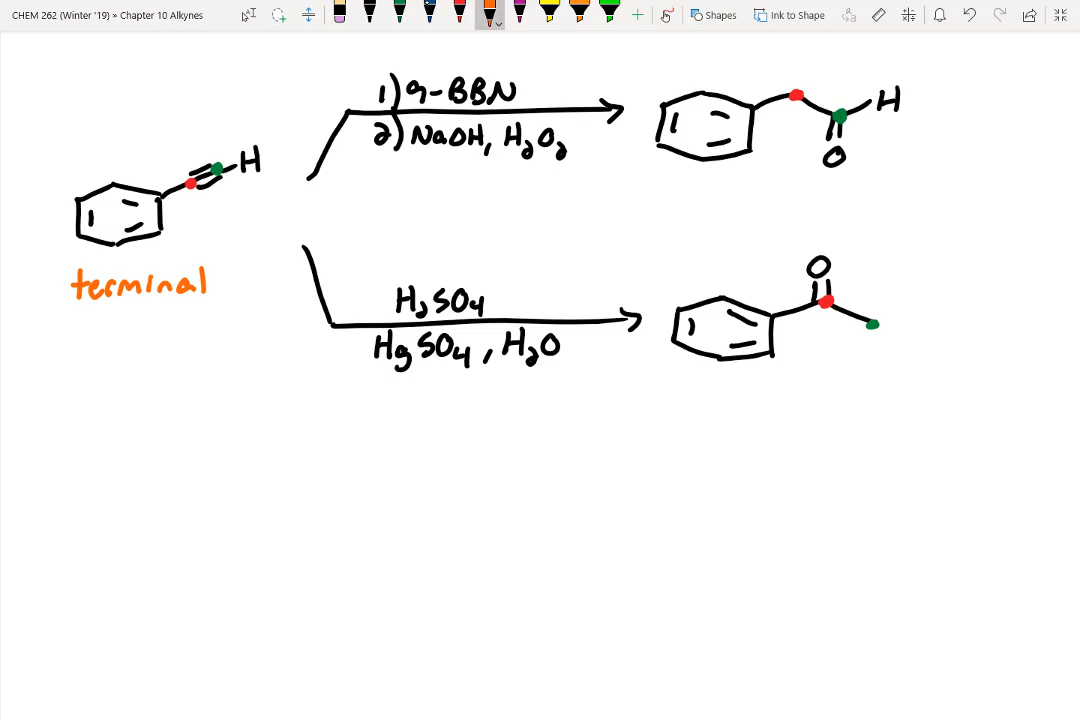 CHEM 262 (Winter '19) » Chapter 10 Alkynes
Shapes
Ink to Shape
1) 9-BBN
2) NaOH, H₂O₂
H
O
H
terminal
H₂SO₄
HgSO₄, H₂O
O